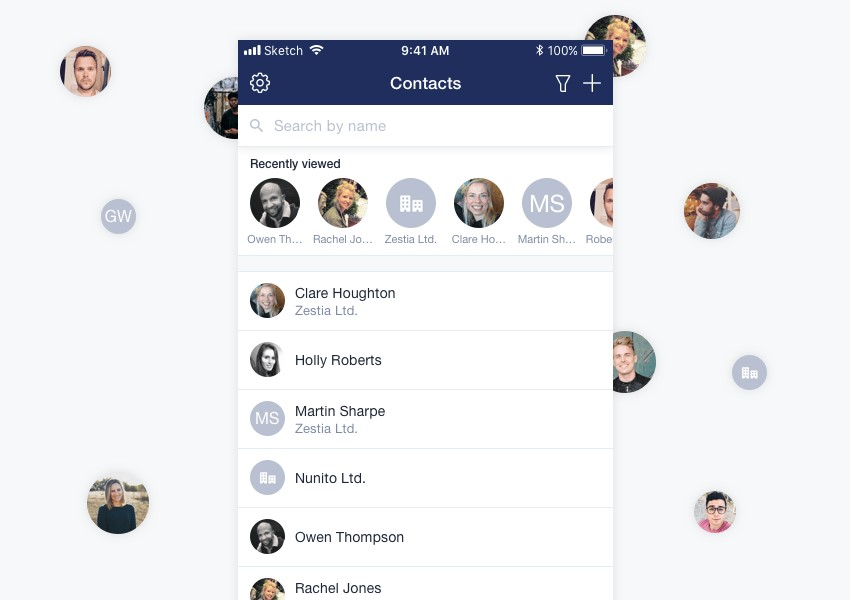 Sketch 9:41 AM 100%
Contacts
Search by name
Recently viewed
MS
Owen Th... Rachel Jo... Zestia Ltd. Clare Ho... Martin Sh... Robe
GW
Clare Houghton
Zestia Ltd.
Holly Roberts
MS
Martin Sharpe
Zestia Ltd.
Nunito Ltd.
Owen Thompson
Rachel Jones